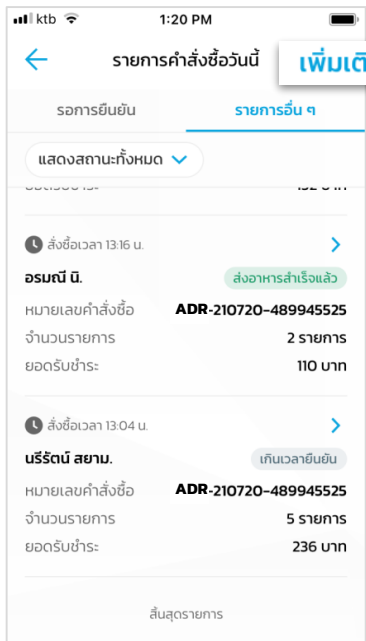 ktb 1:20 PM
รายการคำสั่งซื้อวันนี้ เพิ่มเติ
รอการยืนยัน รายการอื่น ๆ
แสดงสถานะทั้งหมด
สั่งซื้อเวลา 13:16 น.
อรมณี นิ. ส่งอาหารสำเร็จแล้ว
หมายเลขคำสั่งซื้อ ADR-210720-489945525
จำนวนรายการ 2 รายการ
ยอดรับชำระ 110 บาท
สั่งซื้อเวลา 13:04 น.
นรีรัตน์ สยาม. เกินเวลายืนยัน
หมายเลขคำสั่งซื้อ ADR-210720-489945525
จำนวนรายการ 5 รายการ
ยอดรับชำระ 236 บาท
สิ้นสุดรายการ